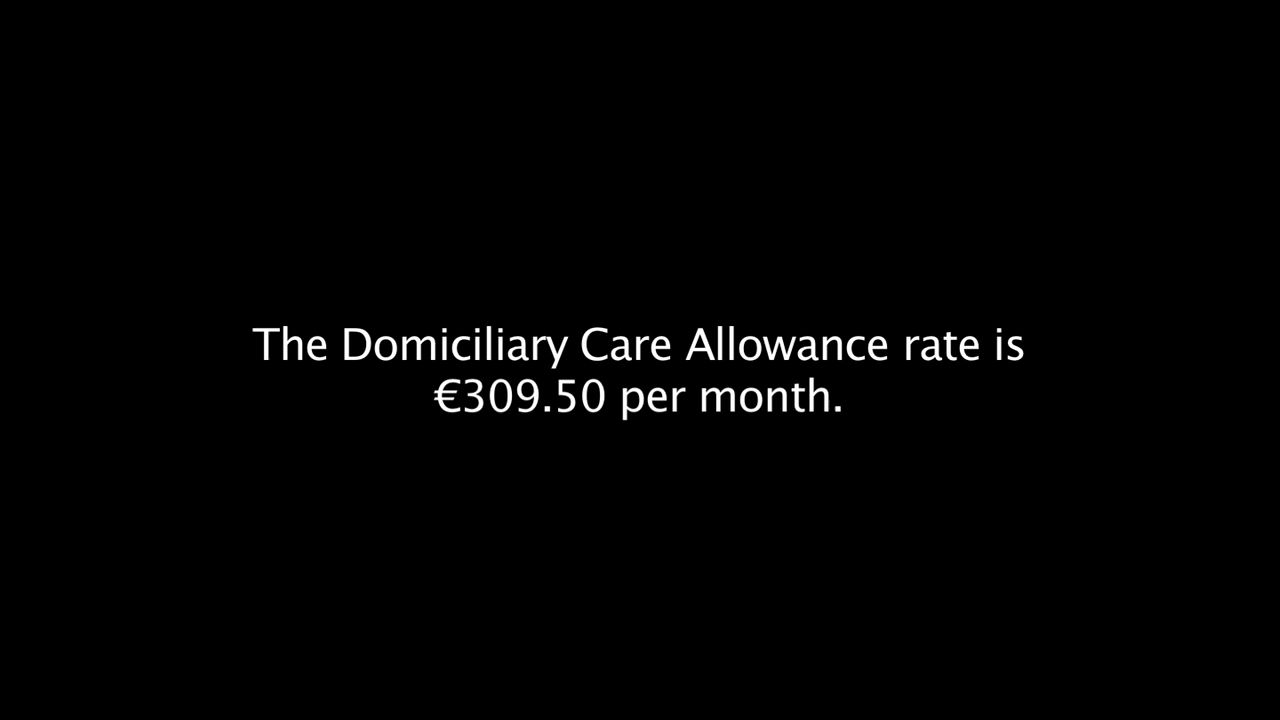 The Domiciliary Care Allowance rate is
€309.50 per month.